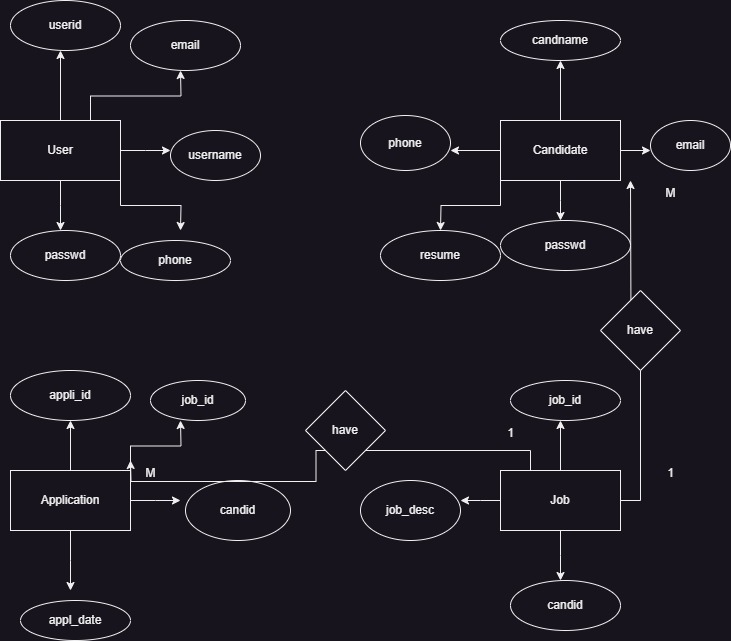 userid
email
candname
User
username
passwd
phone
phone
Candidate
email
M
resume
passwd
have
appli_id
job_id
have
1
job_id
M
1
Application
candid
job_desc
Job
appl_date
candid